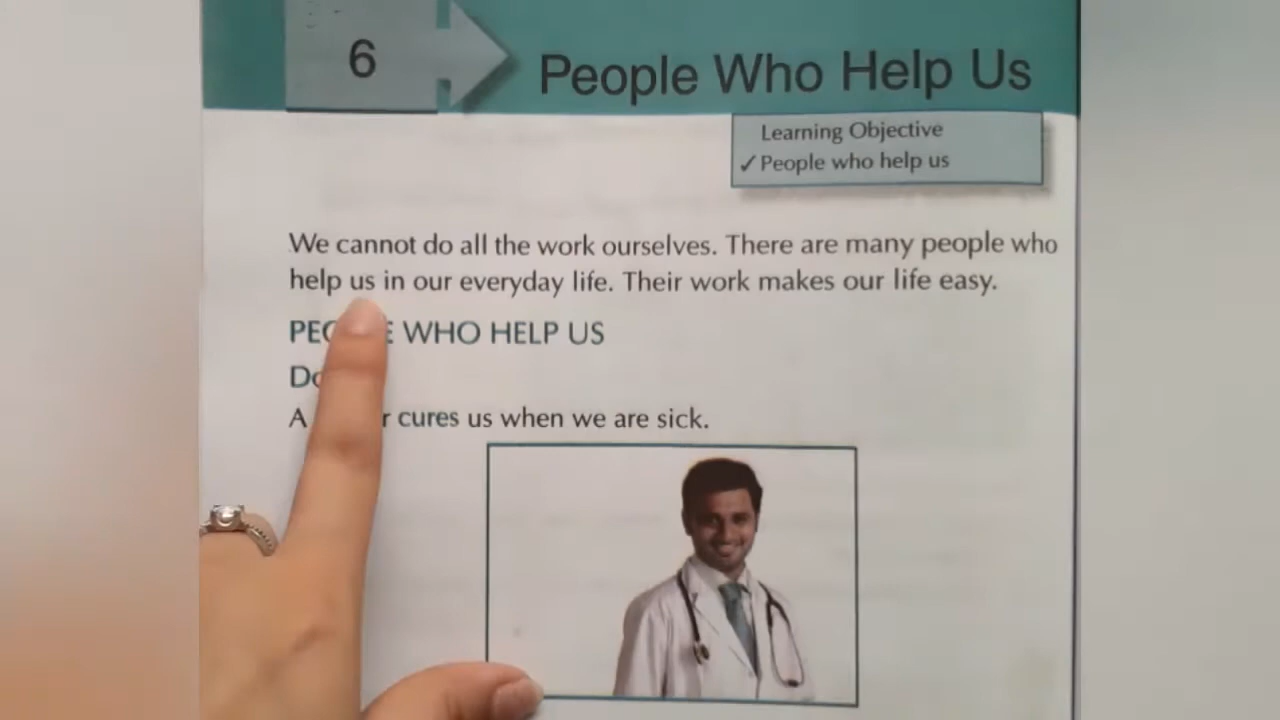 6
People Who Help Us
Learning Objective
✓ People who help us
We cannot do all the work ourselves. There are many people who
help us in our everyday life. Their work makes our life easy.
WHO HELP US
A cures us when we are sick.